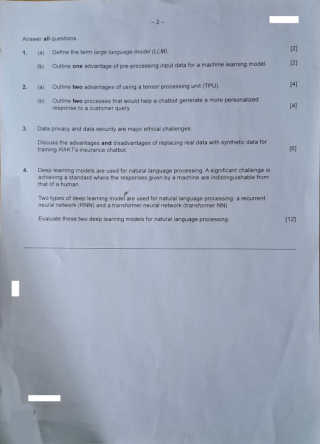 – 2 –
Answer all questions.
1. (a) Define the term large language model (LLM). [2]
(b) Outline one advantage of pre-processing input data for a machine learning model. [2]
2. (a) Outline two advantages of using a tensor processing unit (TPU). [4]
(b) Outline two processes that would help a chatbot generate a more personalized
response to a customer query. [4]
3. Data privacy and data security are major ethical challenges.
Discuss the advantages and disadvantages of replacing real data with synthetic data for
training insurance chatbot. [6]
4. Deep learning models are used for natural language processing. A significant challenge is
achieving a standard where the responses given by a machine are indistinguishable from
that of a human.
Two types of deep learning model are used for natural language processing: a recurrent
neural network (RNN) and a transformer neural network (transformer NN).
Evaluate these two deep learning models for natural language processing. [12]